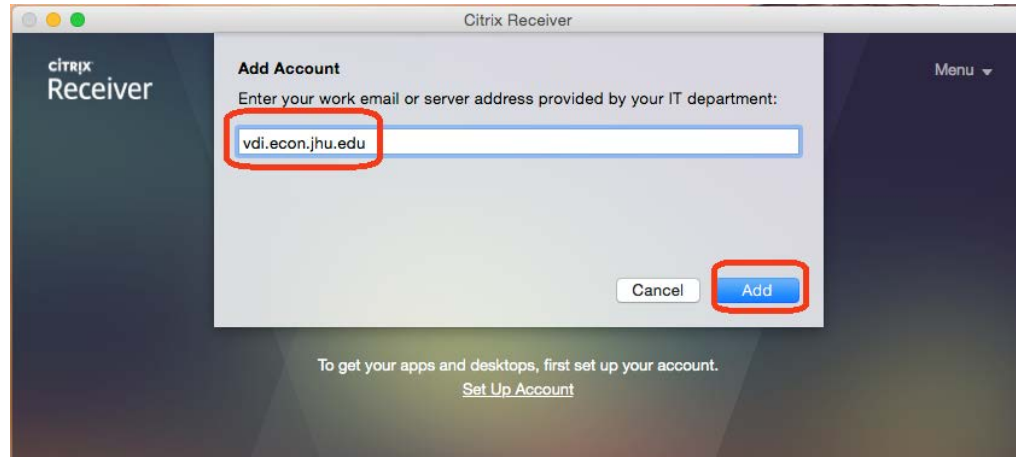 Citrix Receiver
CİTRIX
Receiver
Menu
Add Account
Enter your work email or server address provided by your IT department:
vdi.econ.jhu.edu
Cancel
Add
To get your apps and desktops, first set up your account.
Set Up Account